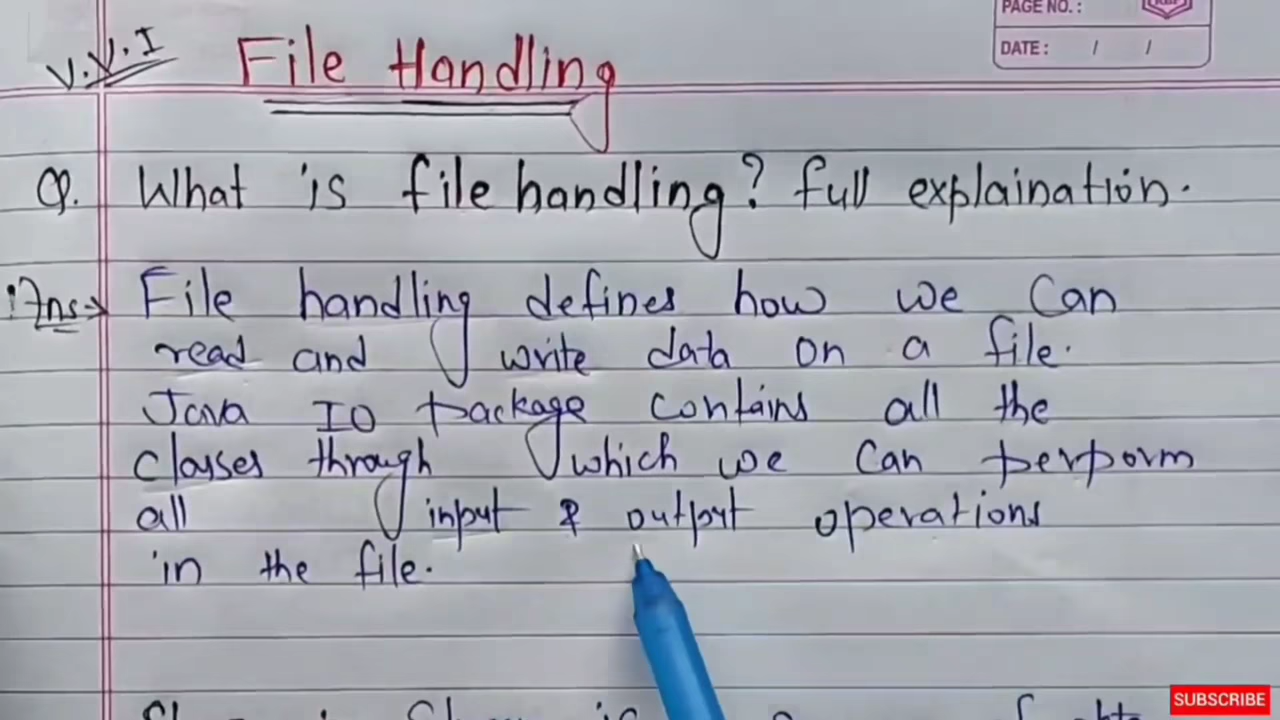 PAGE NO. :
DATE : / /
V.V.I File Handling
Q. What is file handling? full explaination.
Ans→ File handling defines how we can
read and write data on a file.
Java IO package contains all the
classes through which we can perporm
all input & output operations
in the file.
SUBSCRIBE